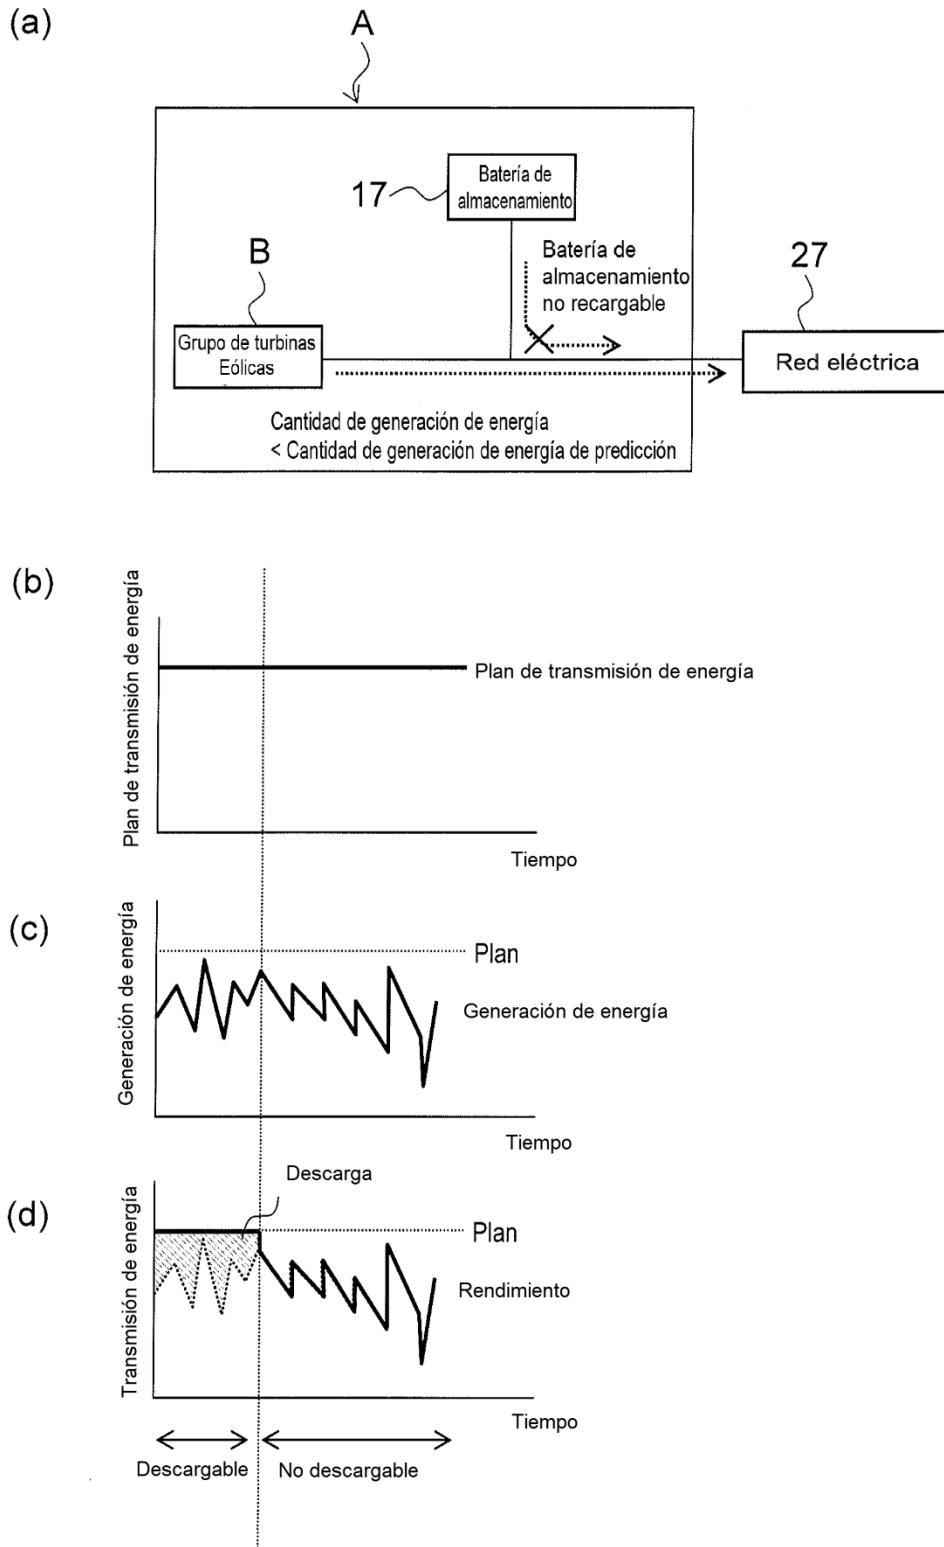 (a)
A
17
Batería de
almacenamiento
B
Batería de
almacenamiento
no recargable
27
Grupo de turbinas
Eólicas
Red eléctrica
Cantidad de generación de energía
< Cantidad de generación de energía de predicción
(b)
Plan de transmisión de energía
Plan de transmisión de energía
Tiempo
(c)
Generación de energía
Plan
Generación de energía
Tiempo
Descarga
(d)
Transmisión de energía
Plan
Rendimiento
Tiempo
Descargable
No descargable